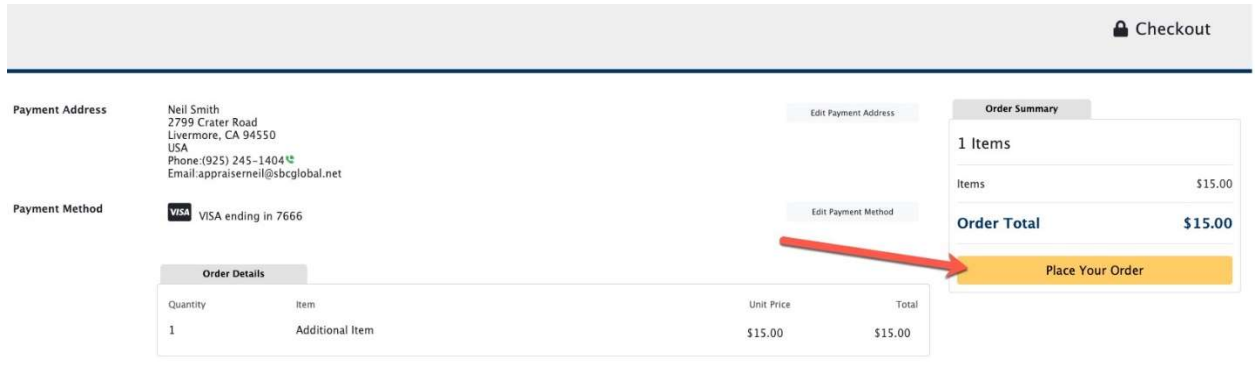 Checkout
Payment Address
Neil Smith
2799 Crater Road
Livermore, CA 94550
USA
Phone:(925) 245-1404
Email:appraiserneil@sbcglobal.net
Edit Payment Address
Payment Method
VISA VISA ending in 7666
Edit Payment Method
Order Details
Quantity Item Unit Price Total
1 Additional Item $15.00 $15.00
Order Summary
1 Items
Items $15.00
Order Total $15.00
Place Your Order